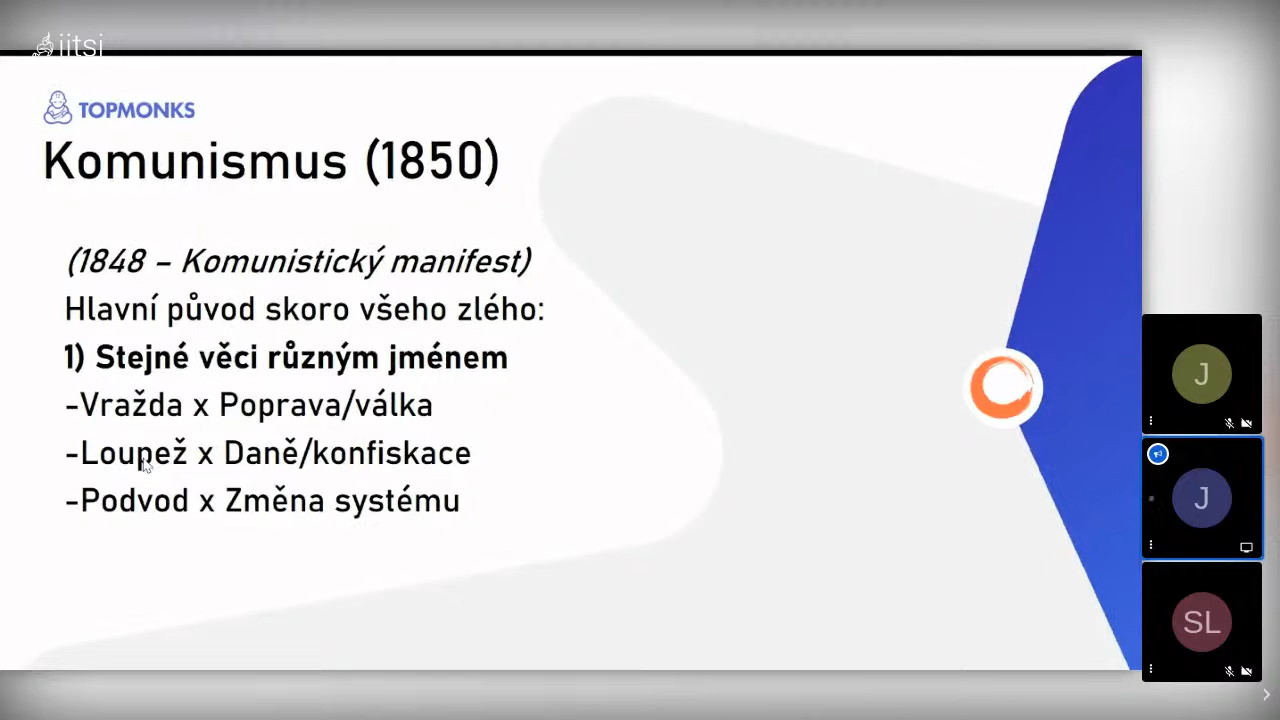 jitsi
TOPMONKS
Komunismus (1850)
(1848 – Komunistický manifest)
Hlavní původ skoro všeho zlého:
1) Stejné věci různým jménem
-Vražda x Poprava/válka
-Loupež x Daně/konfiskace
-Podvod x Změna systému
J
J
SL